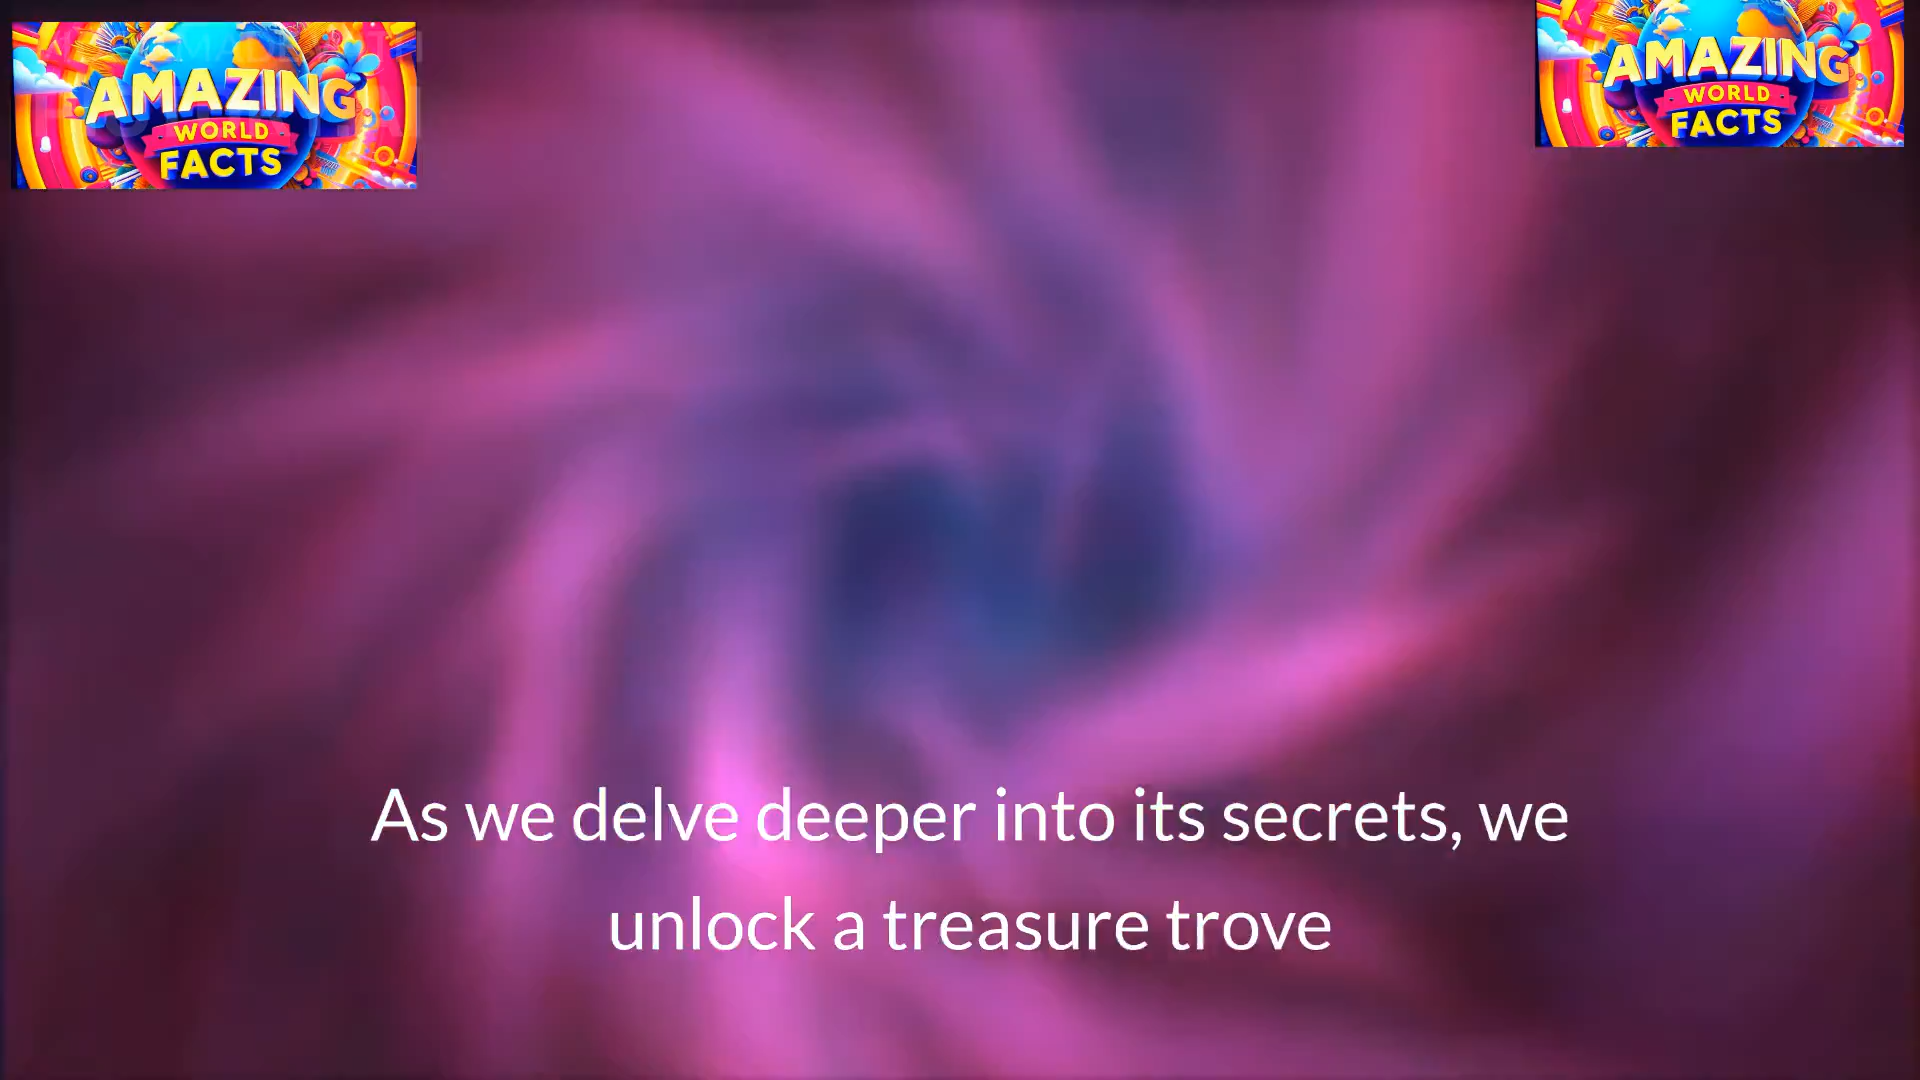 AMAZING
WORLD
FACTS
AMAZING
WORLD
FACTS
As we delve deeper into its secrets, we
unlock a treasure trove